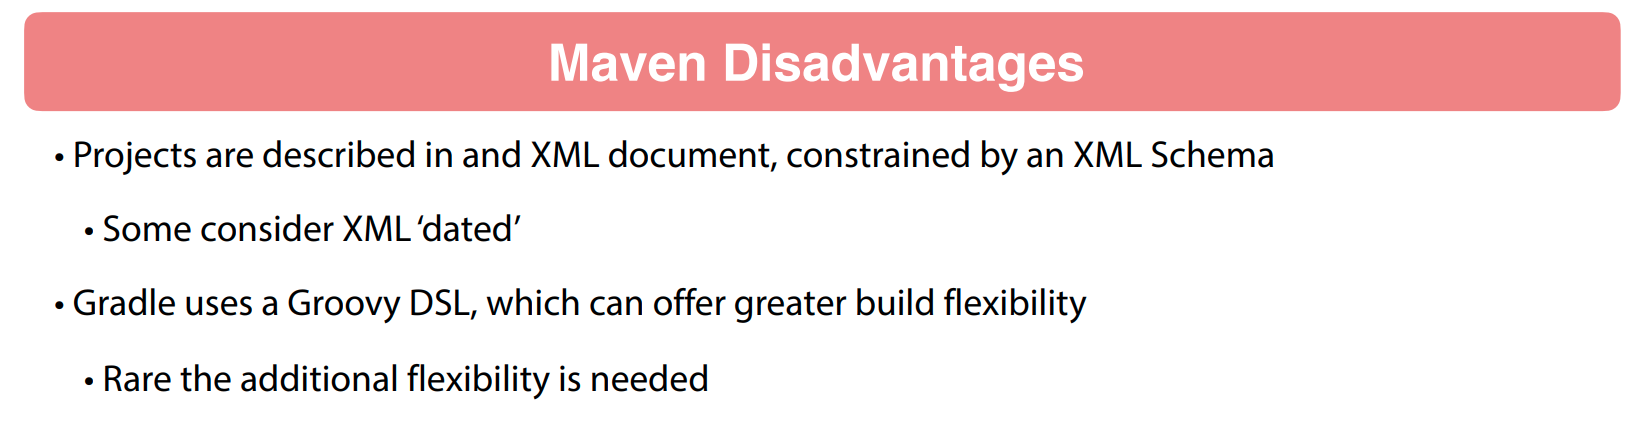 Maven Disadvantages
• Projects are described in and XML document, constrained by an XML Schema
• Some consider XML ‘dated’
• Gradle uses a Groovy DSL, which can offer greater build flexibility
• Rare the additional flexibility is needed